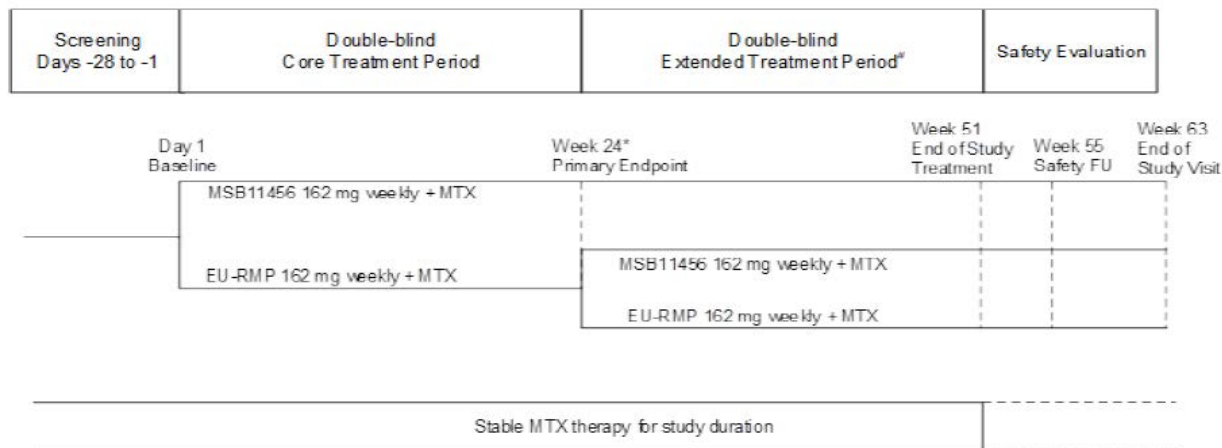 Screening
Days -28 to -1
Double-blind
Core Treatment Period
Double-blind
Extended Treatment Period#
Safety Evaluation
Day 1
Baseline
Week 24*
Primary Endpoint
Week 51
End of Study
Treatment
Week 55
Safety FU
Week 63
End of
Study Visit
MSB11456 162 mg weekly + MTX
EU-RMP 162 mg weekly + MTX
MSB11456 162 mg weekly + MTX
EU-RMP 162 mg weekly + MTX
Stable MTX therapy for study duration